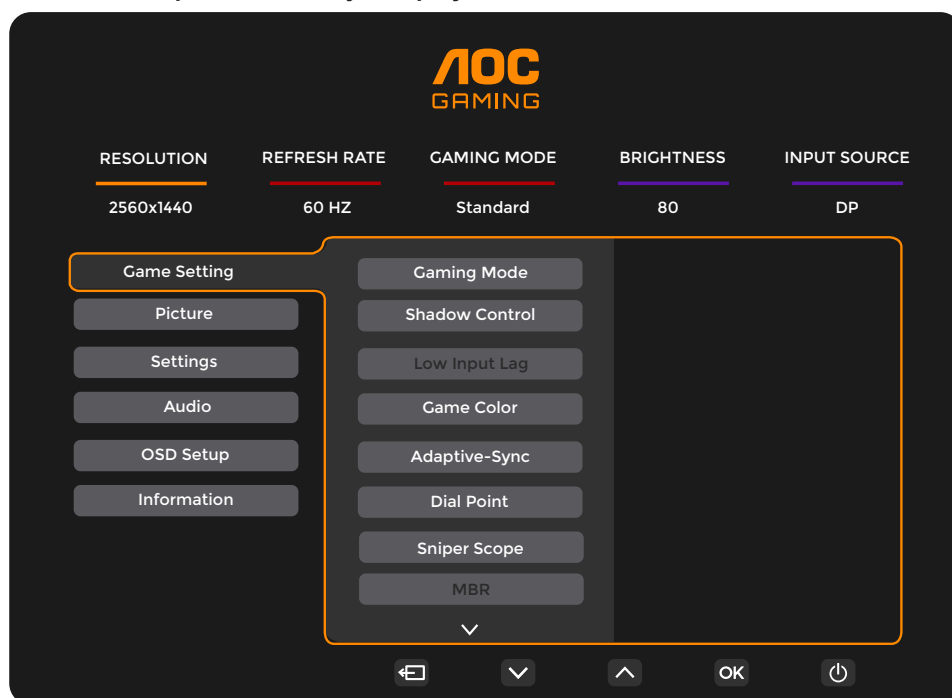 AOC
GAMING
RESOLUTION REFRESH RATE GAMING MODE BRIGHTNESS INPUT SOURCE
2560x1440 60 HZ Standard 80 DP
Game Setting
Picture
Settings
Audio
OSD Setup
Information
Gaming Mode
Shadow Control
Low Input Lag
Game Color
Adaptive-Sync
Dial Point
Sniper Scope
MBR
OK